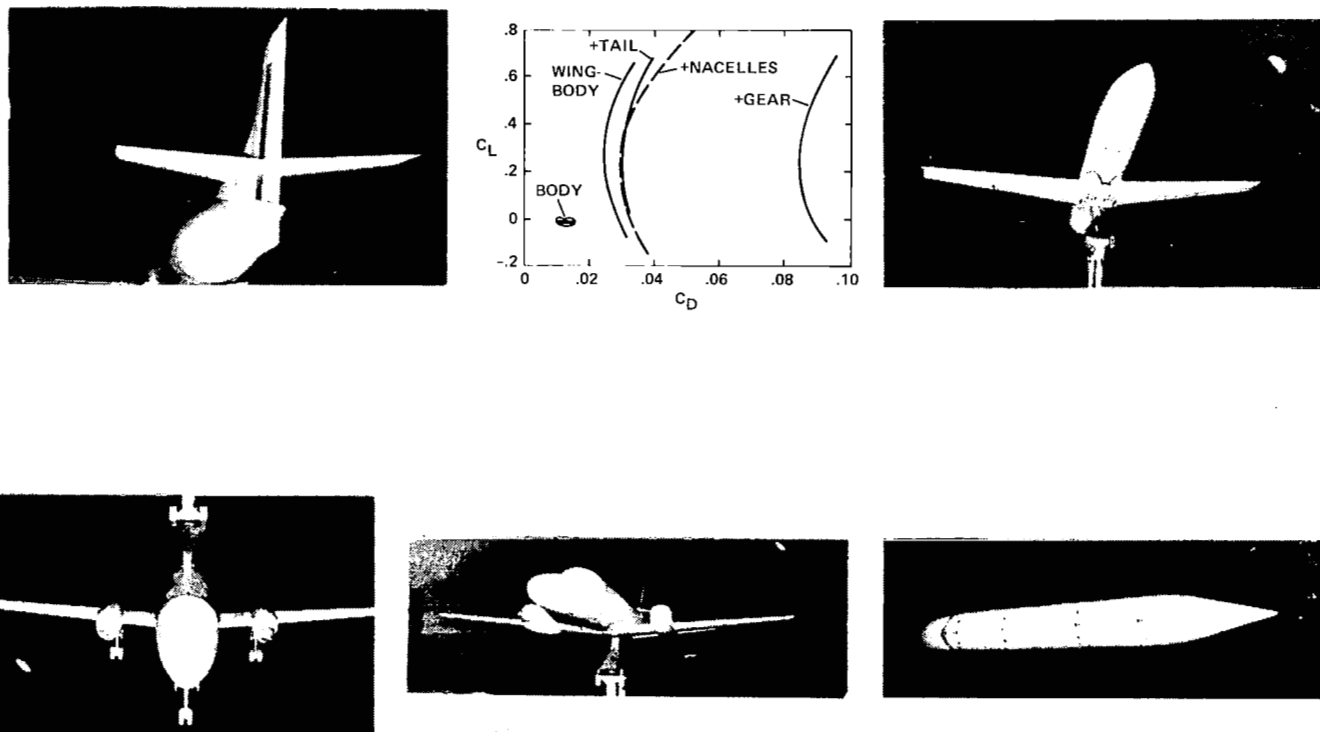 .8
+TAIL
WING-
BODY
+NACELLES
.6
+GEAR
.4
C_L
.2
BODY
0
-.2
0
.02
.04
.06
.08
.10
C_D